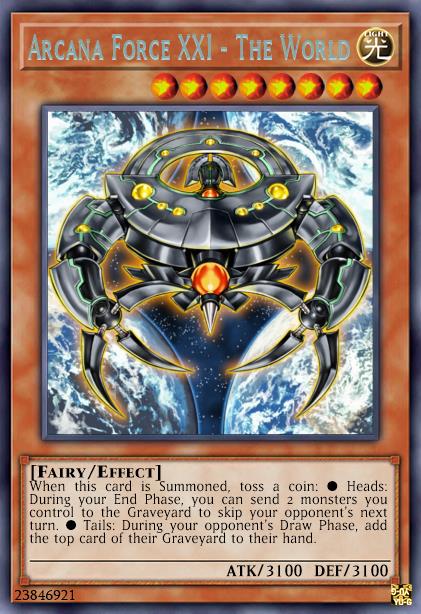 ARCANA FORCE XXI - THE WORLD
LIGHT
光
[FAIRY/EFFECT]
When this card is Summoned, toss a coin: ● Heads:
During your End Phase, you can send 2 monsters you
control to the Graveyard to skip your opponent's next
turn. ● Tails: During your opponent's Draw Phase, add
the top card of their Graveyard to their hand.
ATK/3100 DEF/3100
23846921